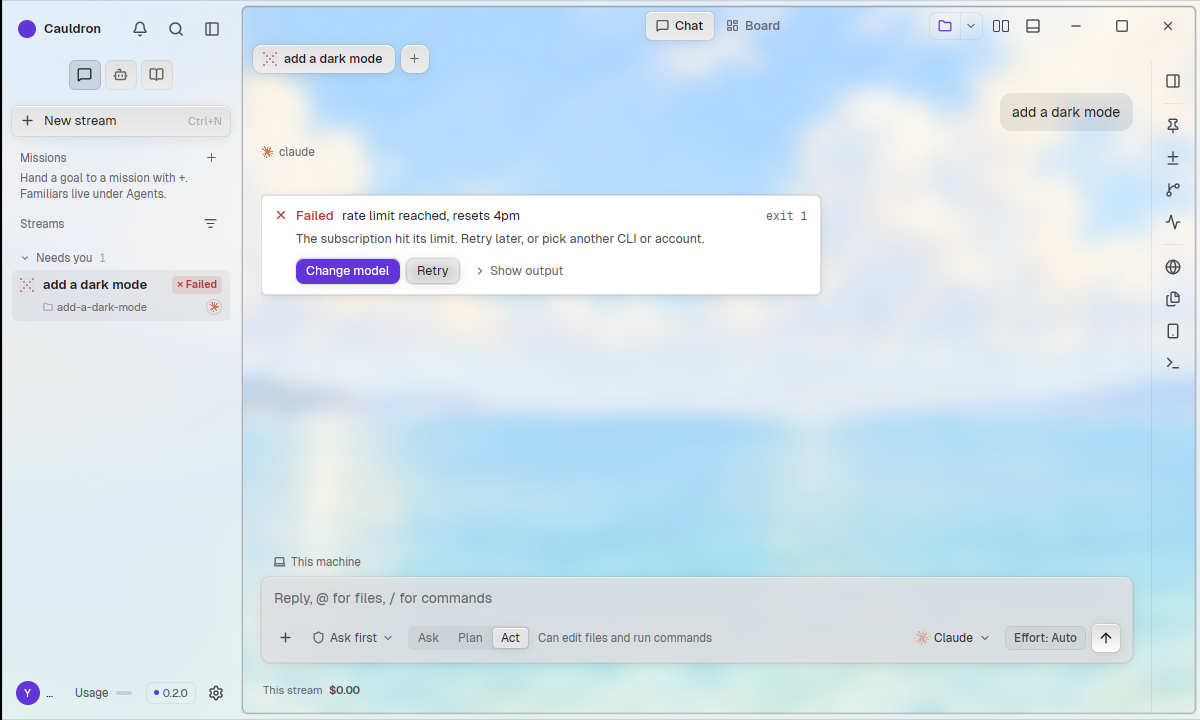 Cauldron
Chat
Board
add a dark mode
New stream
Ctrl+N
add a dark mode
Missions
Hand a goal to a mission with +.
Familiars live under Agents.
Streams
Needs you 1
add a dark mode
Failed
add-a-dark-mode
claude
Failed rate limit reached, resets 4pm
exit 1
The subscription hit its limit. Retry later, or pick another CLI or account.
Change model
Retry
Show output
This machine
Reply, @ for files, / for commands
Ask first
Ask
Plan
Act
Can edit files and run commands
Claude
Effort: Auto
This stream $0.00
Y
...
Usage
0.2.0